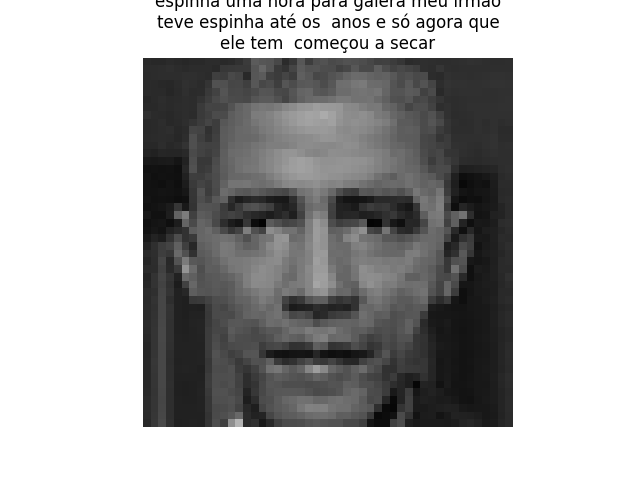 espinha uma hora para galera meu irmão
teve espinha até os  anos e só agora que
ele tem  começou a secar